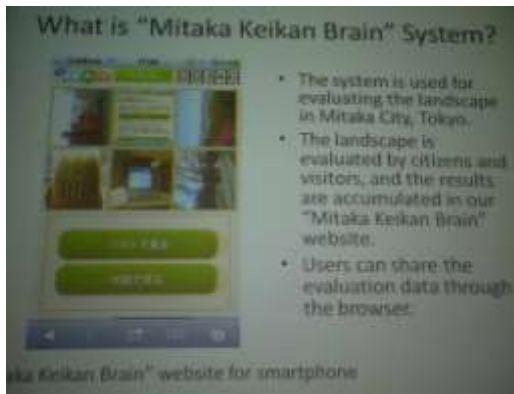 What is "Mitaka Keikan Brain" System?
• The system is used for
evaluating the landscape
in Mitaka City, Tokyo.
• The landscape is
evaluated by citizens and
visitors, and the results
are accumulated in our
"Mitaka Keikan Brain"
website.
• Users can share the
evaluation data through
the browser.
Keikan Brain" website for smartphone